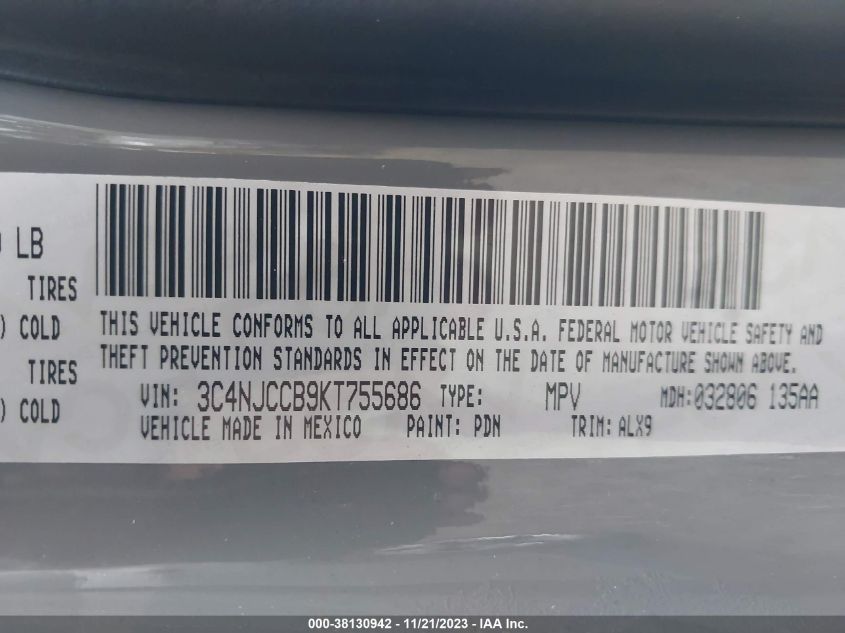 LB
TIRES
) COLD
TIRES
) COLD
THIS VEHICLE CONFORMS TO ALL APPLICABLE U.S.A. FEDERAL MOTOR VEHICLE SAFETY AND
THEFT PREVENTION STANDARDS IN EFFECT ON THE DATE OF MANUFACTURE SHOWN ABOVE.
VIN: 3C4NJCCB9KT755686 TYPE: MPV MDH:032806 135AA
VEHICLE MADE IN MEXICO PAINT: PDN TRIM: ALX9
000-38130942 - 11/21/2023 - IAA Inc.